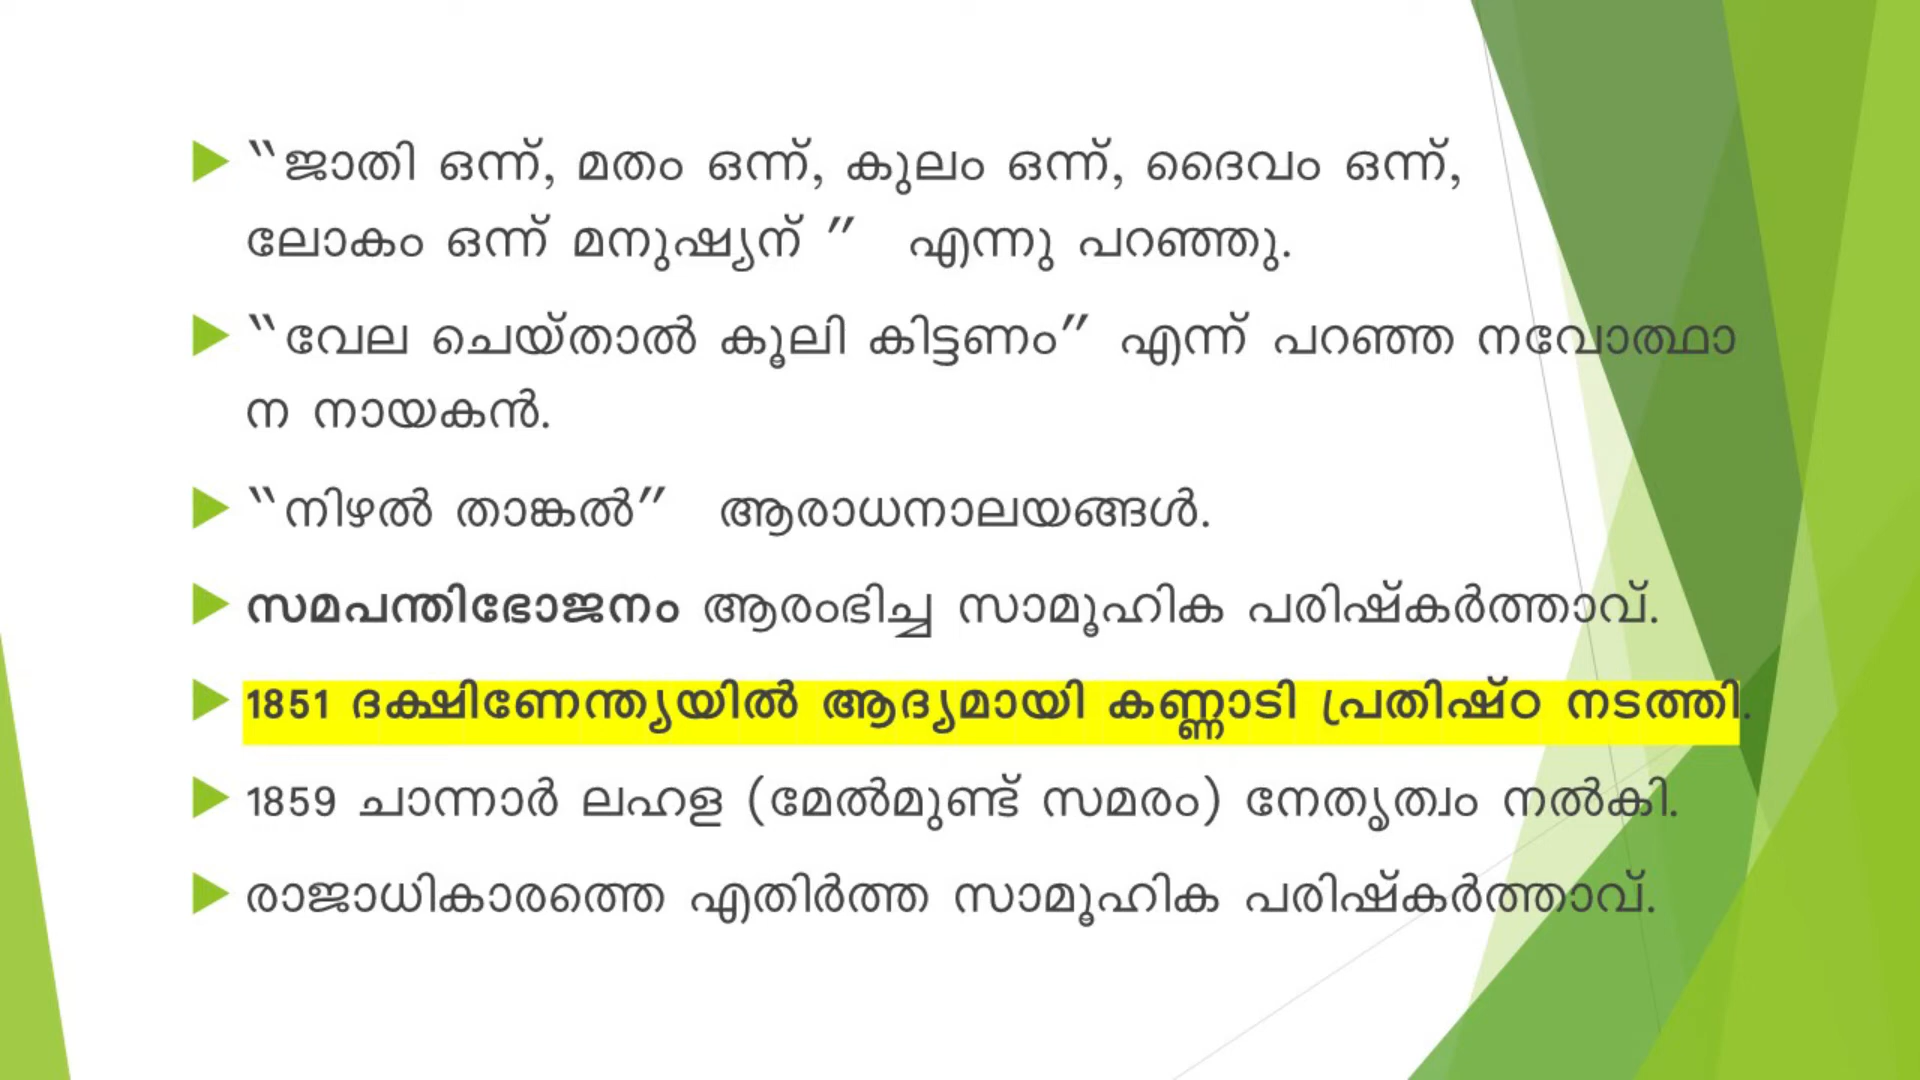 “ജാതി ഒന്ന്, മതം ഒന്ന്, കുലം ഒന്ന്, ദൈവം ഒന്ന്,
ലോകം ഒന്ന് മനുഷ്യന് ” എന്നു പറഞ്ഞു.
“വേല ചെയ്താൽ കൂലി കിട്ടണം” എന്ന് പറഞ്ഞ നവോത്ഥാ
ന നായകൻ.
“നിഴൽ താങ്കൽ” ആരാധനാലയങ്ങൾ.
സമപന്തിഭോജനം ആരംഭിച്ച സാമൂഹിക പരിഷ്കർത്താവ്.
1851 ദക്ഷിണേന്ത്യയിൽ ആദ്യമായി കണ്ണാടി പ്രതിഷ്ഠ നടത്തി.
1859 ചാന്നാർ ലഹള (മേൽമുണ്ട് സമരം) നേതൃത്വം നൽകി.
രാജാധികാരത്തെ എതിർത്ത സാമൂഹിക പരിഷ്കർത്താവ്.